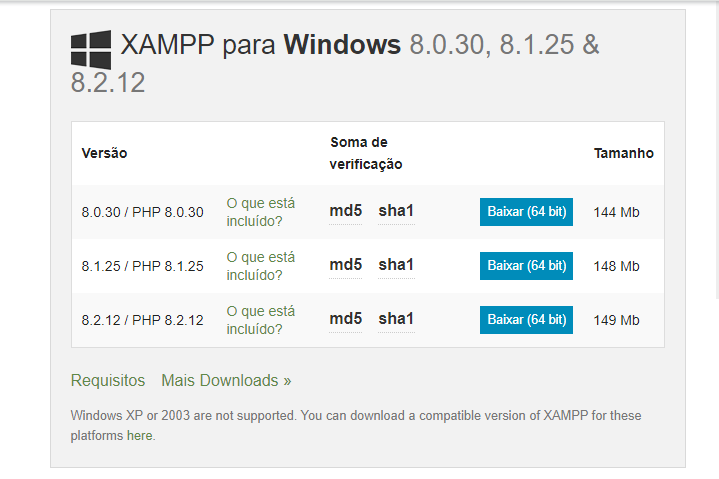 XAMPP para Windows 8.0.30, 8.1.25 &
8.2.12
Versão Soma de verificação Tamanho
8.0.30 / PHP 8.0.30 O que está incluído? md5 sha1 Baixar (64 bit) 144 Mb
8.1.25 / PHP 8.1.25 O que está incluído? md5 sha1 Baixar (64 bit) 148 Mb
8.2.12 / PHP 8.2.12 O que está incluído? md5 sha1 Baixar (64 bit) 149 Mb
Requisitos Mais Downloads »
Windows XP or 2003 are not supported. You can download a compatible version of XAMPP for these
platforms here.